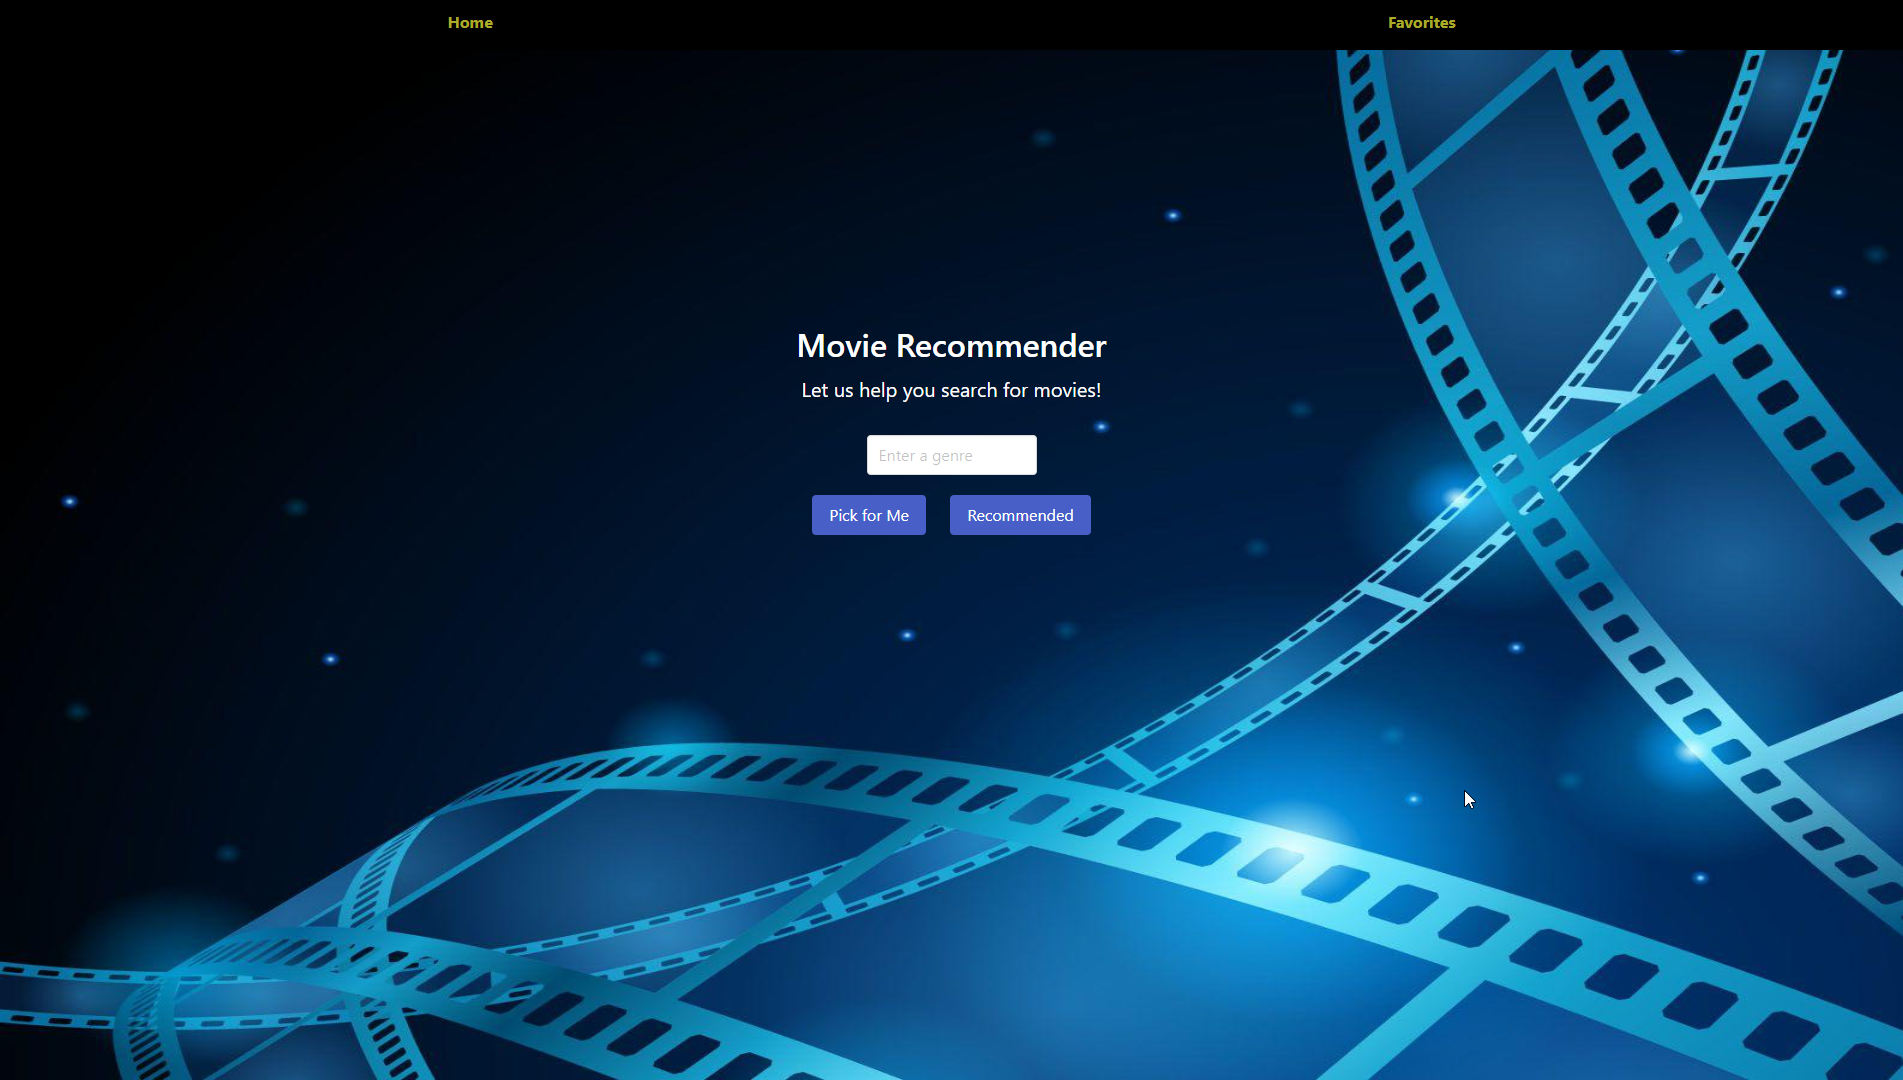 Home Favorites
Movie Recommender
Let us help you search for movies!
Enter a genre
Pick for Me Recommended